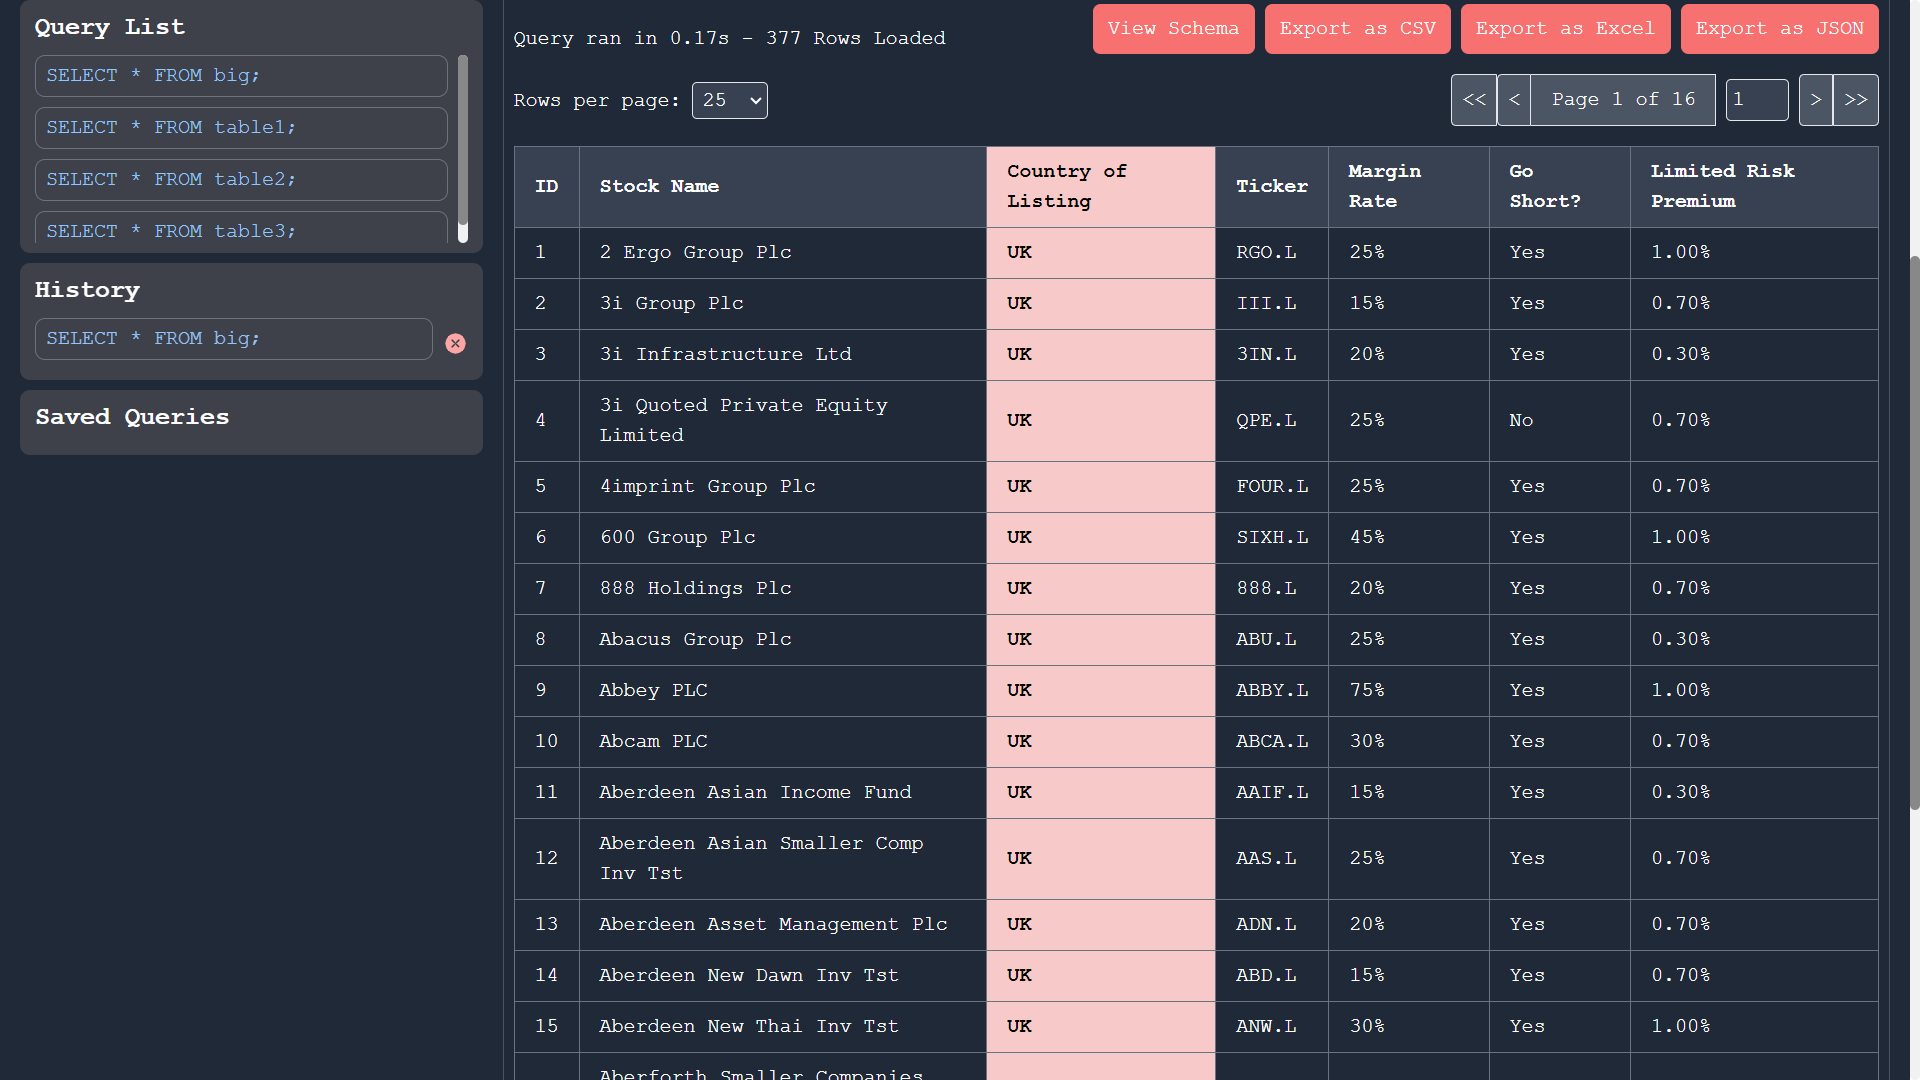 Query List
SELECT * FROM big;
SELECT * FROM table1;
SELECT * FROM table2;
SELECT * FROM table3;
History
SELECT * FROM big;
Saved Queries
Query ran in 0.17s - 377 Rows Loaded
View Schema
Export as CSV
Export as Excel
Export as JSON
Rows per page: 25
<< < Page 1 of 16 1 > >>
ID Stock Name Country of Listing Ticker Margin Rate Go Short? Limited Risk Premium
1 2 Ergo Group Plc UK RGO.L 25% Yes 1.00%
2 3i Group Plc UK III.L 15% Yes 0.70%
3 3i Infrastructure Ltd UK 3IN.L 20% Yes 0.30%
4 3i Quoted Private Equity Limited UK QPE.L 25% No 0.70%
5 4imprint Group Plc UK FOUR.L 25% Yes 0.70%
6 600 Group Plc UK SIXH.L 45% Yes 1.00%
7 888 Holdings Plc UK 888.L 20% Yes 0.70%
8 Abacus Group Plc UK ABU.L 25% Yes 0.30%
9 Abbey PLC UK ABBY.L 75% Yes 1.00%
10 Abcam PLC UK ABCA.L 30% Yes 0.70%
11 Aberdeen Asian Income Fund UK AAIF.L 15% Yes 0.30%
12 Aberdeen Asian Smaller Comp Inv Tst UK AAS.L 25% Yes 0.70%
13 Aberdeen Asset Management Plc UK ADN.L 20% Yes 0.70%
14 Aberdeen New Dawn Inv Tst UK ABD.L 15% Yes 0.70%
15 Aberdeen New Thai Inv Tst UK ANW.L 30% Yes 1.00%
Aberforth Smaller Companies